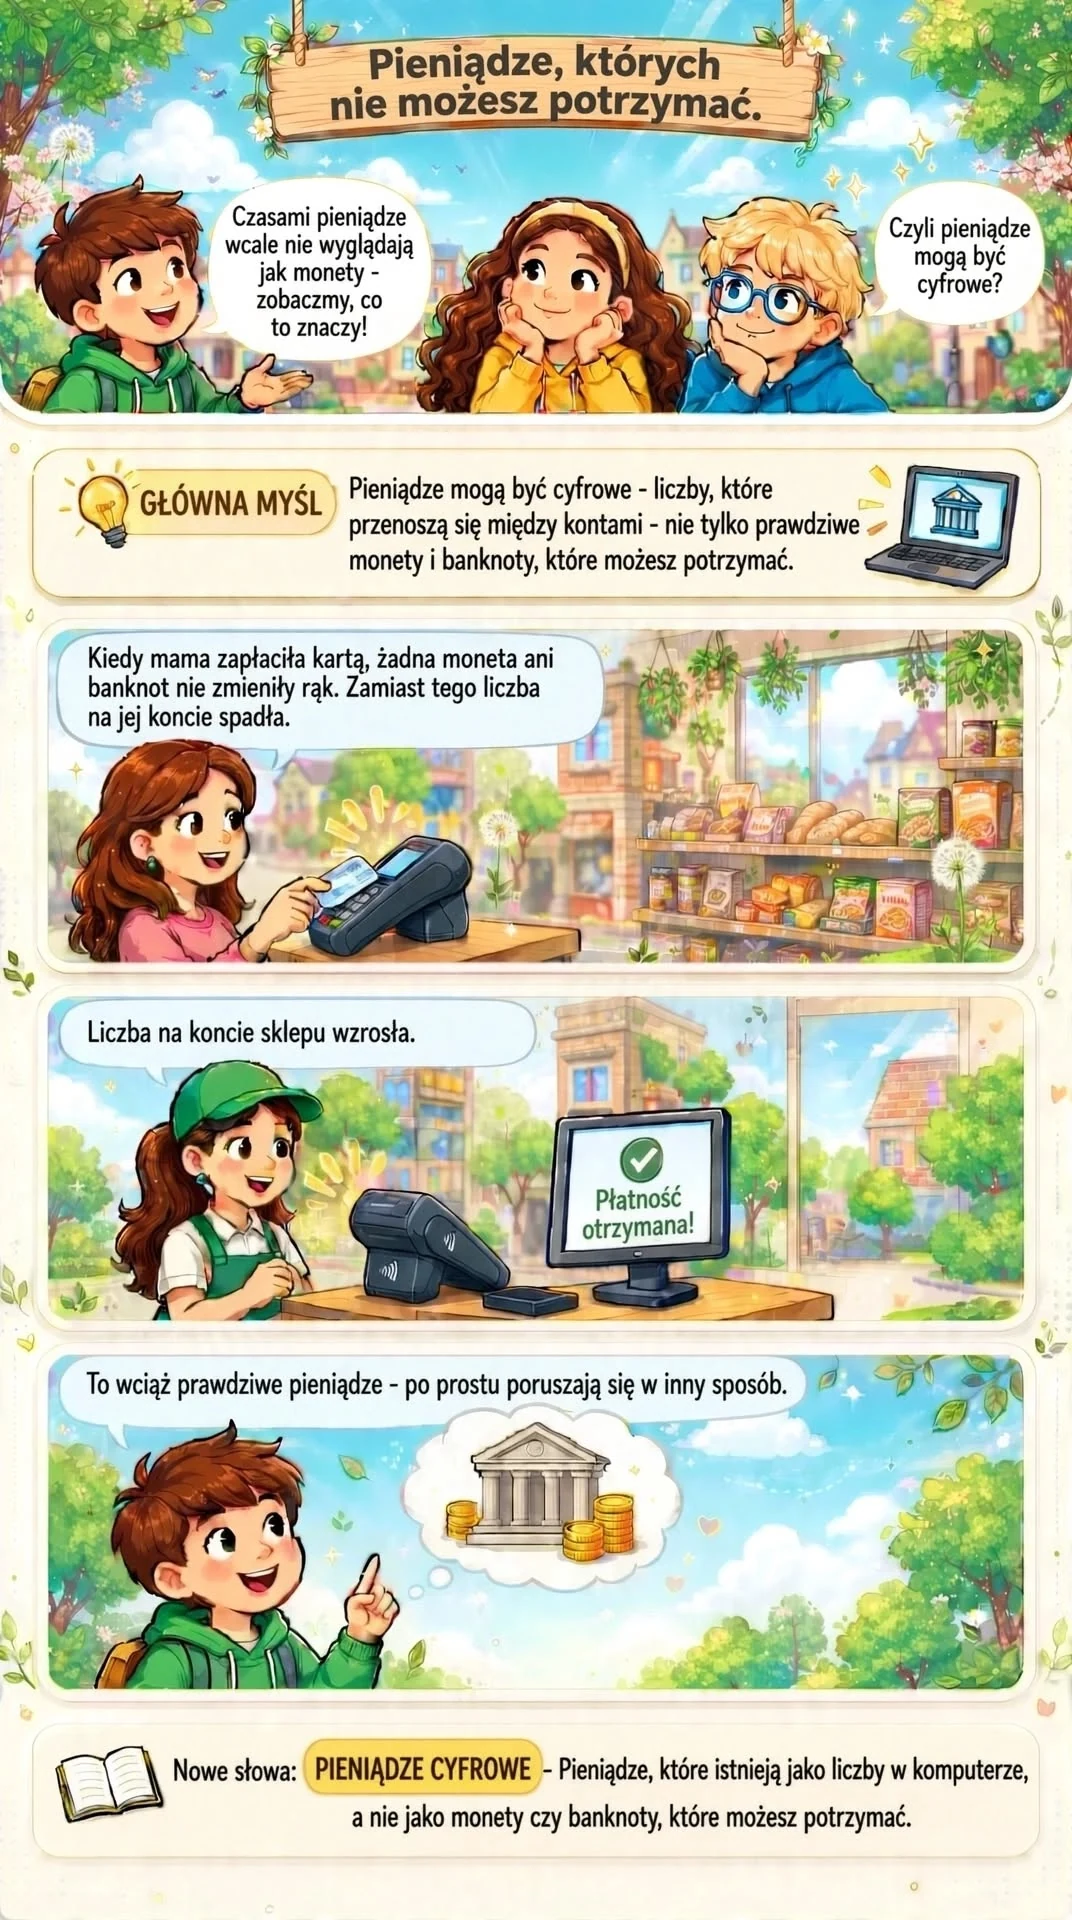 Pieniądze, których
nie możesz potrzymać.
Czasami pieniądze
wcale nie wyglądają
jak monety -
zobaczmy, co
to znaczy!
Czyli pieniądze
mogą być
cyfrowe?
GŁÓWNA MYŚL
Pieniądze mogą być cyfrowe - liczby, które
przenoszą się między kontami - nie tylko prawdziwe
monety i banknoty, które możesz potrzymać.
Kiedy mama zapłaciła kartą, żadna moneta ani
banknot nie zmieniły rąk. Zamiast tego liczba
na jej koncie spadła.
Liczba na koncie sklepu wzrosła.
Płatność
otrzymana!
To wciąż prawdziwe pieniądze - po prostu poruszają się w inny sposób.
Nowe słowa: PIENIĄDZE CYFROWE - Pieniądze, które istnieją jako liczby w komputerze,
a nie jako monety czy banknoty, które możesz potrzymać.